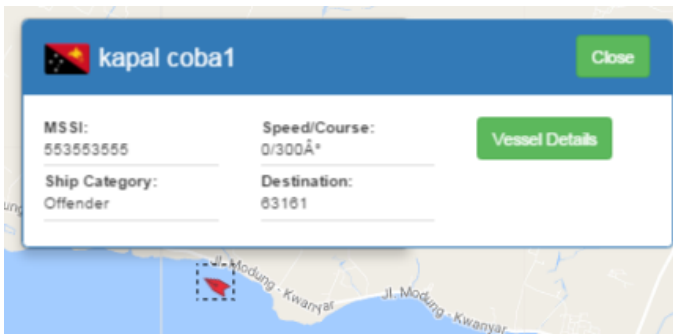 kapal coba1
Close
MSSI:
553553555
Speed/Course:
0/300Â°
Vessel Details
Ship Category:
Offender
Destination:
63161
ung
Jl. Modung - Kwanyar
Jl. Modung - Kwanyar